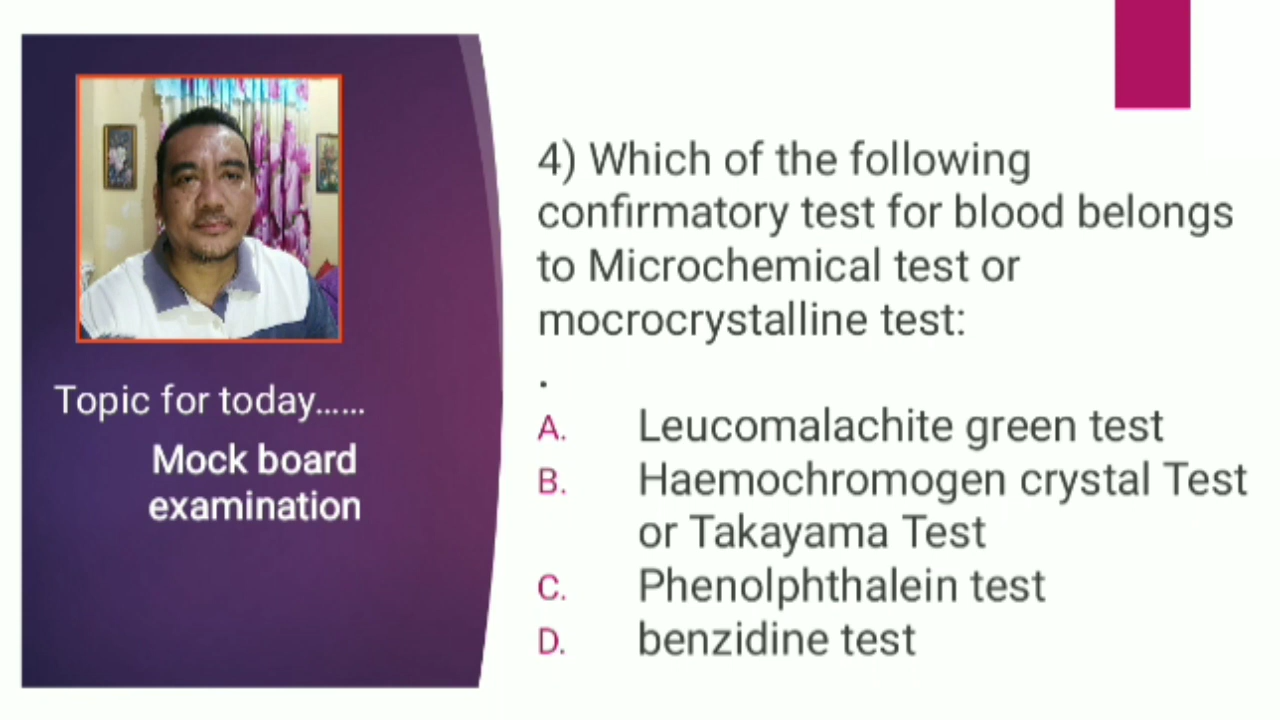 Topic for today......
Mock board
examination
4) Which of the following
confirmatory test for blood belongs
to Microchemical test or
mocrocrystalline test:
.
A. Leucomalachite green test
B. Haemochromogen crystal Test
or Takayama Test
C. Phenolphthalein test
D. benzidine test